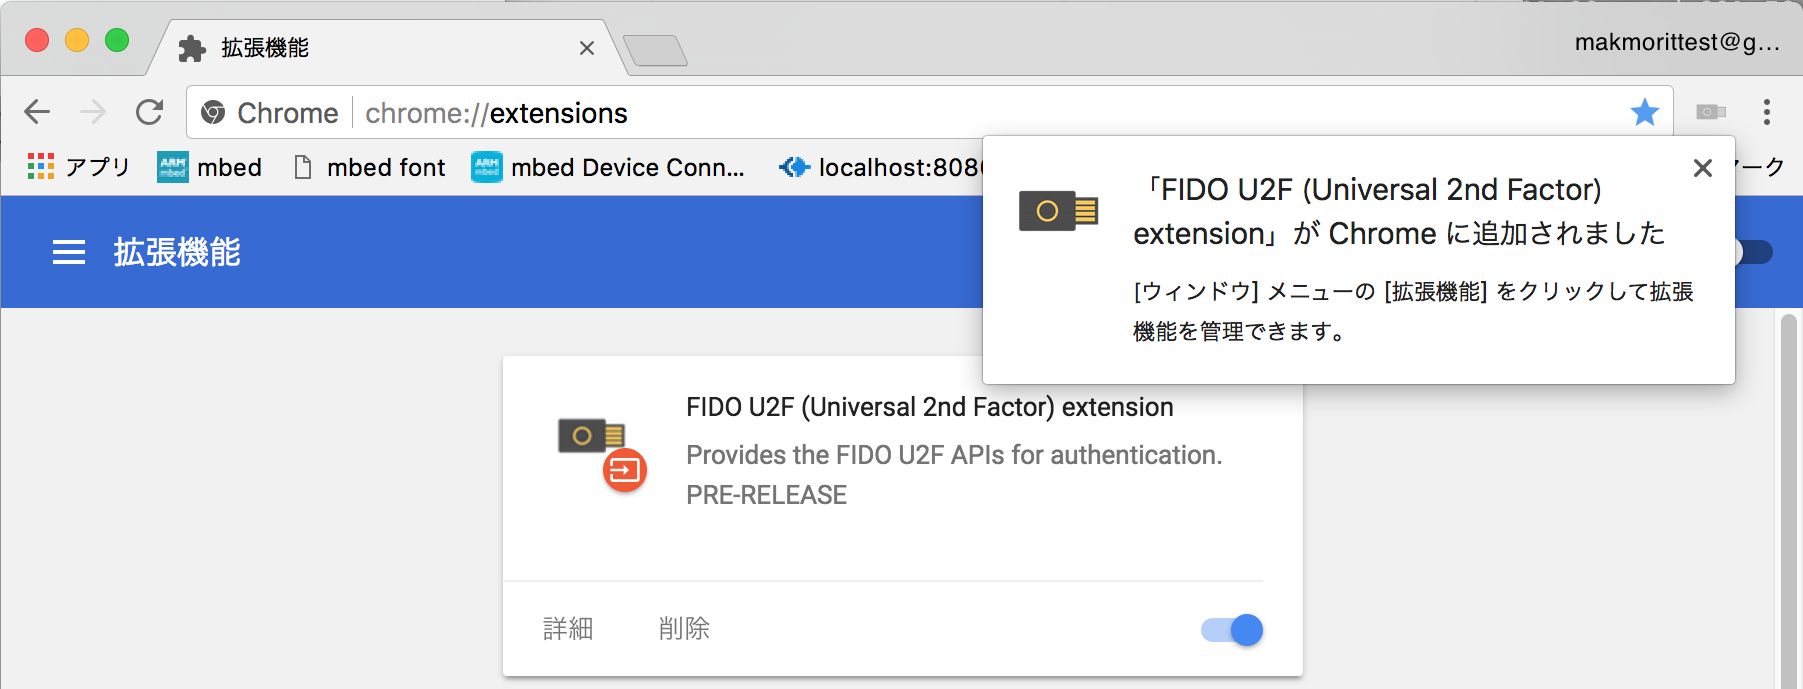 拡張機能
makmorittest@g...
Chrome chrome://extensions
アプリ mbed mbed font mbed Device Conn... localhost:808
「FIDO U2F (Universal 2nd Factor)
extension」が Chrome に追加されました
[ウィンドウ] メニューの [拡張機能] をクリックして拡張
機能を管理できます。
拡張機能
FIDO U2F (Universal 2nd Factor) extension
Provides the FIDO U2F APIs for authentication.
PRE-RELEASE
詳細 削除